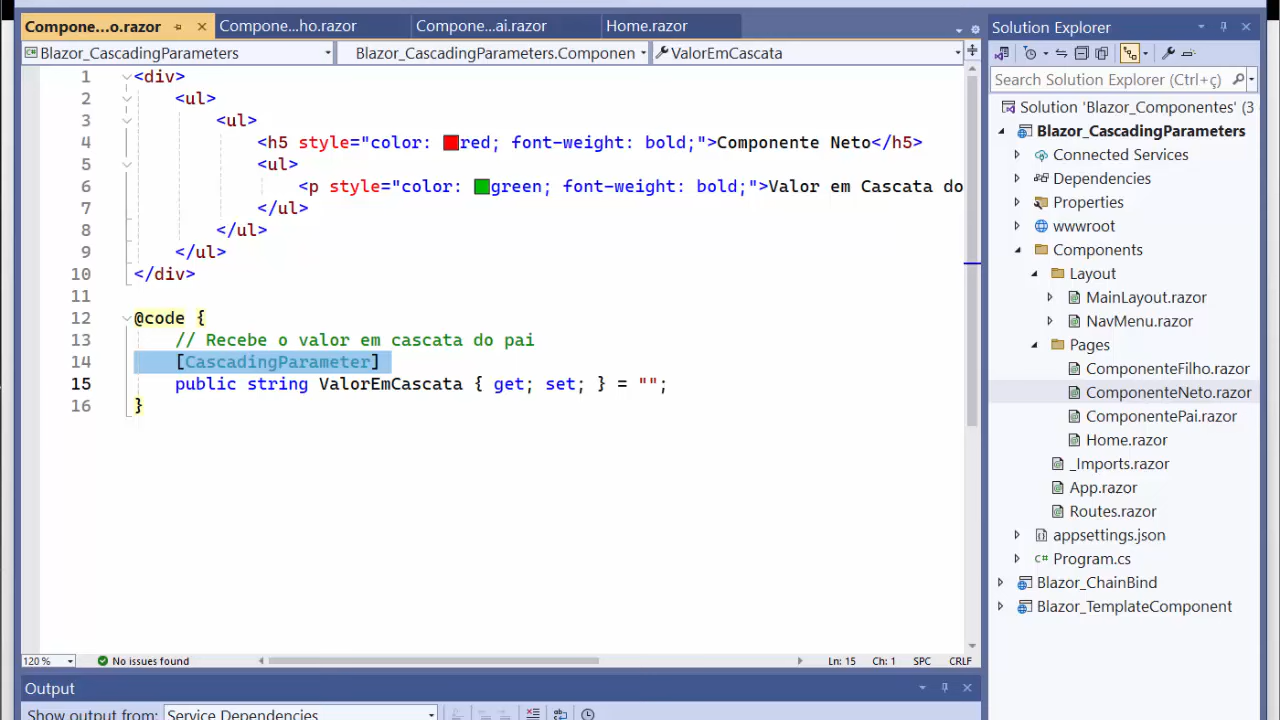 Compone...o.razor
Compone...ho.razor
Compone...ai.razor
Home.razor
Blazor_CascadingParameters
Blazor_CascadingParameters.Componen
ValorEmCascata
1 <div>
2 <ul>
3 <ul>
4 <h5 style="color: red; font-weight: bold;">Componente Neto</h5>
5 <ul>
6 <p style="color: green; font-weight: bold;">Valor em Cascata do
7 </ul>
8 </ul>
9 </ul>
10 </div>
11
12 @code {
13 // Recebe o valor em cascata do pai
14 [CascadingParameter]
15 public string ValorEmCascata { get; set; } = "";
16 }
120 %
No issues found
Ln: 15
Ch: 1
SPC
CRLF
Output
Show output from:
Service Dependencies
Solution Explorer
Search Solution Explorer (Ctrl+ç)
Solution 'Blazor_Componentes' (3
Blazor_CascadingParameters
Connected Services
Dependencies
Properties
wwwroot
Components
Layout
MainLayout.razor
NavMenu.razor
Pages
ComponenteFilho.razor
ComponenteNeto.razor
ComponentePai.razor
Home.razor
_Imports.razor
App.razor
Routes.razor
appsettings.json
C# Program.cs
Blazor_ChainBind
Blazor_TemplateComponent